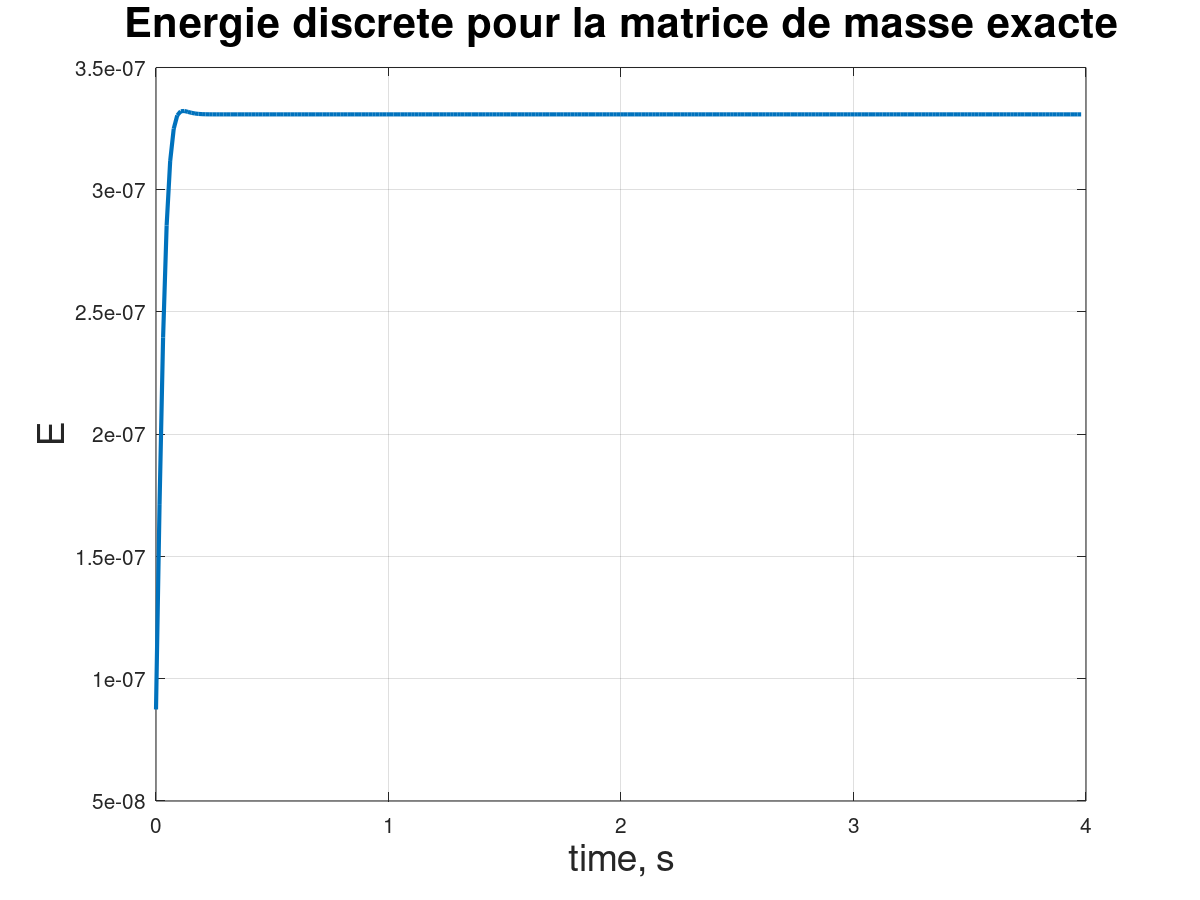 Energie discrete pour la matrice de masse exacte
3.5e-07
3e-07
2.5e-07
2e-07
1.5e-07
1e-07
5e-08
E
0 1 2 3 4
time, s